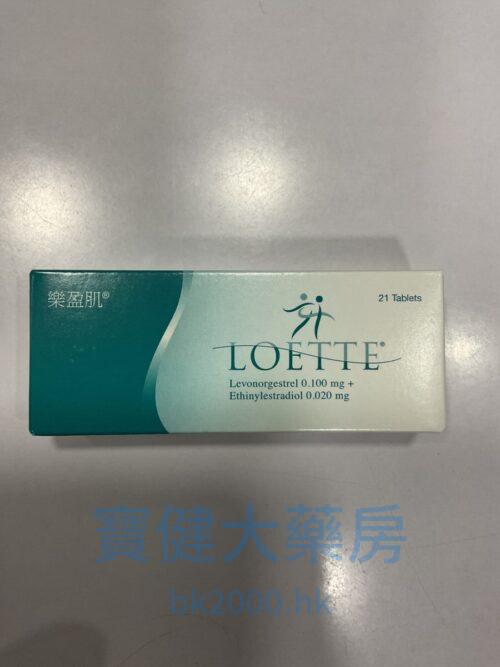 樂盈肌®
21 Tablets
LOETTE®
Levonorgestrel 0.100 mg +
Ethinylestradiol 0.020 mg
寶健大藥房
bk2000.hk